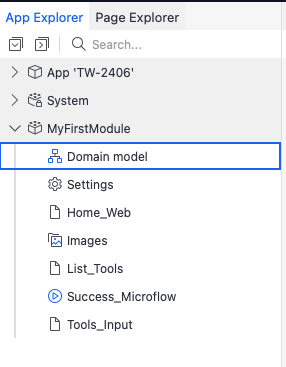 App Explorer Page Explorer
Search...
App 'TW-2406'
System
MyFirstModule
Domain model
Settings
Home_Web
Images
List_Tools
Success_Microflow
Tools_Input